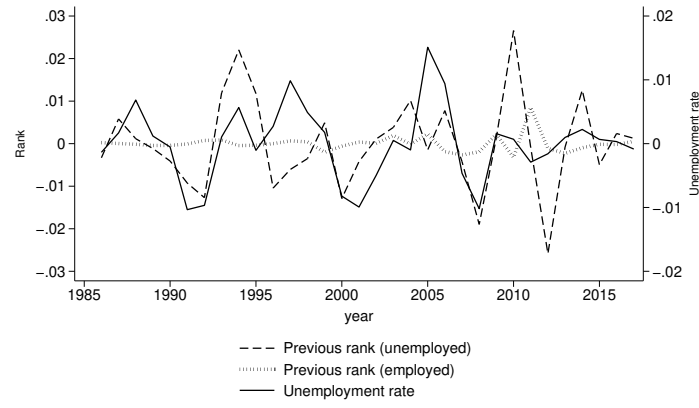 .03
.02
.01
0
−.01
−.02
−.03
Rank
.02
.01
0
−.01
−.02
Unemployment rate
1985 1990 1995 2000 2005 2010 2015
year
Previous rank (unemployed)
Previous rank (employed)
Unemployment rate